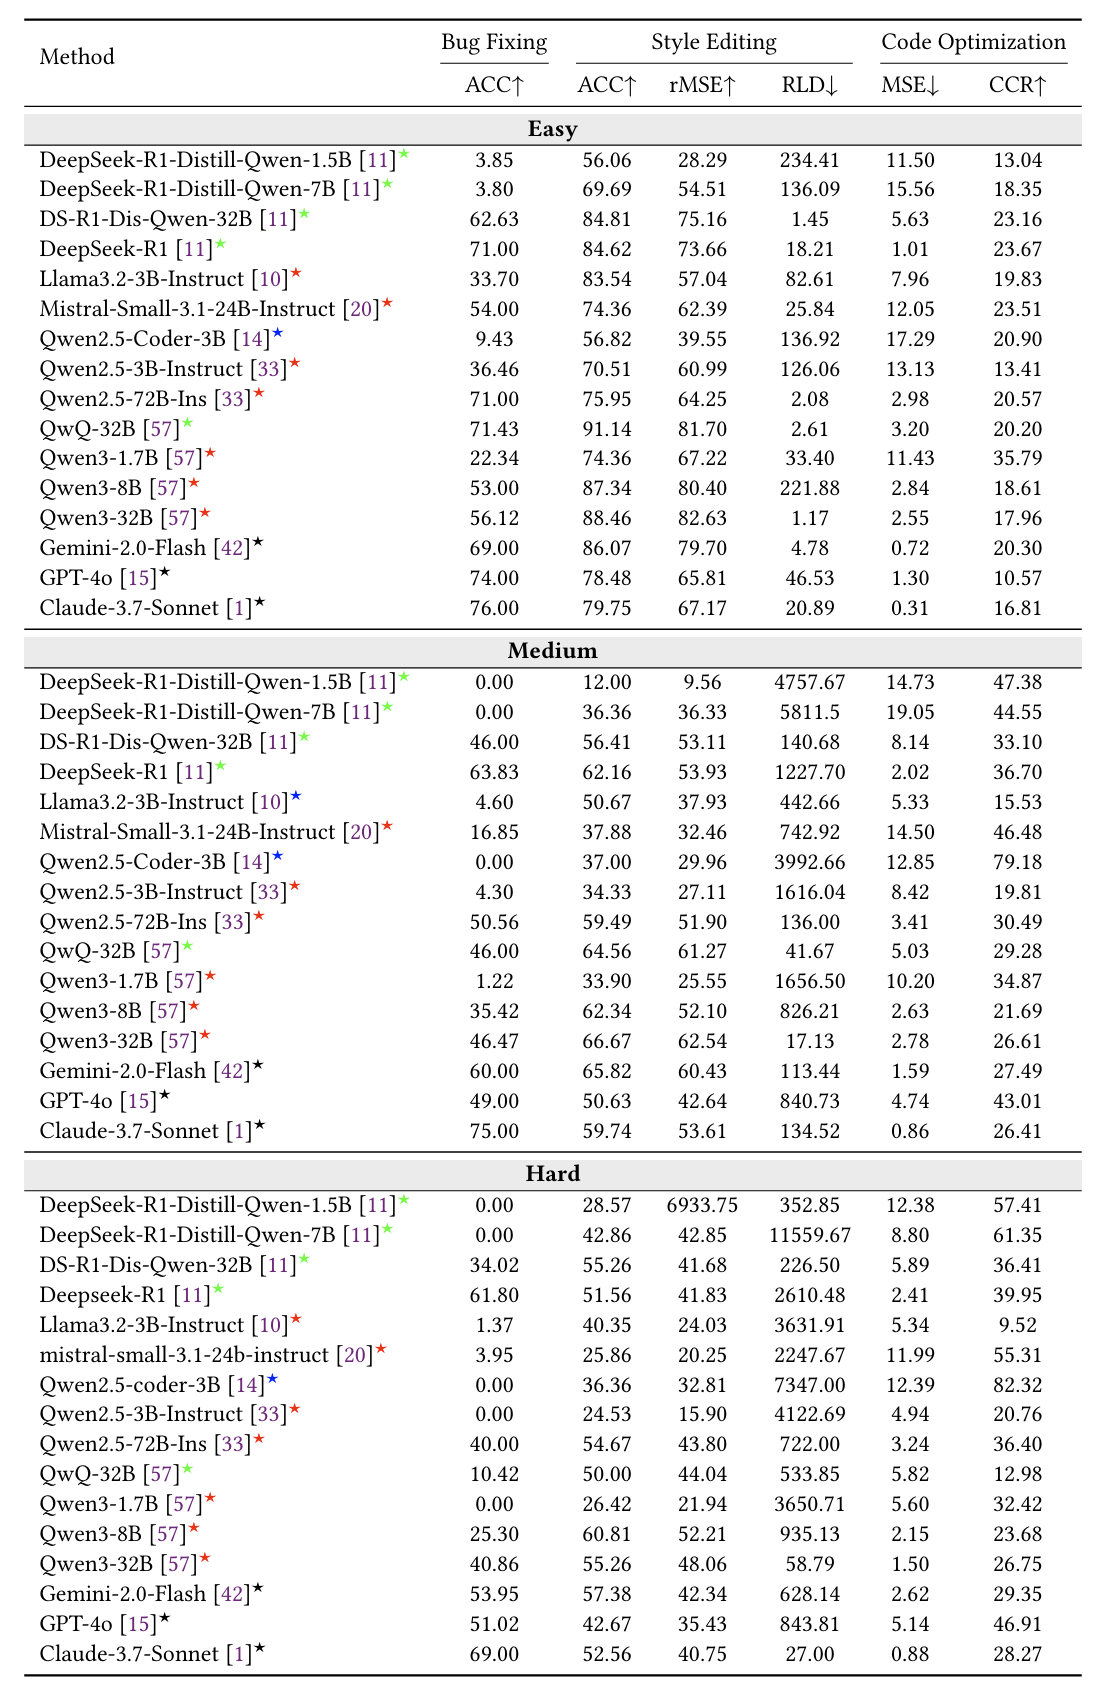 Method Bug Fixing Style Editing Code Optimization
ACC↑ ACC↑ rMSE↑ RLD↓ MSE↓ CCR↑
Easy
DeepSeek-R1-Distill-Qwen-1.5B [11]★ 3.85 56.06 28.29 234.41 11.50 13.04
DeepSeek-R1-Distill-Qwen-7B [11]★ 3.80 69.69 54.51 136.09 15.56 18.35
DS-R1-Dis-Qwen-32B [11]★ 62.63 84.81 75.16 1.45 5.63 23.16
DeepSeek-R1 [11]★ 71.00 84.62 73.66 18.21 1.01 23.67
Llama3.2-3B-Instruct [10]★ 33.70 83.54 57.04 82.61 7.96 19.83
Mistral-Small-3.1-24B-Instruct [20]★ 54.00 74.36 62.39 25.84 12.05 23.51
Qwen2.5-Coder-3B [14]★ 9.43 56.82 39.55 136.92 17.29 20.90
Qwen2.5-3B-Instruct [33]★ 36.46 70.51 60.99 126.06 13.13 13.41
Qwen2.5-72B-Ins [33]★ 71.00 75.95 64.25 2.08 2.98 20.57
QwQ-32B [57]★ 71.43 91.14 81.70 2.61 3.20 20.20
Qwen3-1.7B [57]★ 22.34 74.36 67.22 33.40 11.43 35.79
Qwen3-8B [57]★ 53.00 87.34 80.40 221.88 2.84 18.61
Qwen3-32B [57]★ 56.12 88.46 82.63 1.17 2.55 17.96
Gemini-2.0-Flash [42]★ 69.00 86.07 79.70 4.78 0.72 20.30
GPT-4o [15]★ 74.00 78.48 65.81 46.53 1.30 10.57
Claude-3.7-Sonnet [1]★ 76.00 79.75 67.17 20.89 0.31 16.81
Medium
DeepSeek-R1-Distill-Qwen-1.5B [11]★ 0.00 12.00 9.56 4757.67 14.73 47.38
DeepSeek-R1-Distill-Qwen-7B [11]★ 0.00 36.36 36.33 5811.5 19.05 44.55
DS-R1-Dis-Qwen-32B [11]★ 46.00 56.41 53.11 140.68 8.14 33.10
DeepSeek-R1 [11]★ 63.83 62.16 53.93 1227.70 2.02 36.70
Llama3.2-3B-Instruct [10]★ 4.60 50.67 37.93 442.66 5.33 15.53
Mistral-Small-3.1-24B-Instruct [20]★ 16.85 37.88 32.46 742.92 14.50 46.48
Qwen2.5-Coder-3B [14]★ 0.00 37.00 29.96 3992.66 12.85 79.18
Qwen2.5-3B-Instruct [33]★ 4.30 34.33 27.11 1616.04 8.42 19.81
Qwen2.5-72B-Ins [33]★ 50.56 59.49 51.90 136.00 3.41 30.49
QwQ-32B [57]★ 46.00 64.56 61.27 41.67 5.03 29.28
Qwen3-1.7B [57]★ 1.22 33.90 25.55 1656.50 10.20 34.87
Qwen3-8B [57]★ 35.42 62.34 52.10 826.21 2.63 21.69
Qwen3-32B [57]★ 46.47 66.67 62.54 17.13 2.78 26.61
Gemini-2.0-Flash [42]★ 60.00 65.82 60.43 113.44 1.59 27.49
GPT-4o [15]★ 49.00 50.63 42.64 840.73 4.74 43.01
Claude-3.7-Sonnet [1]★ 75.00 59.74 53.61 134.52 0.86 26.41
Hard
DeepSeek-R1-Distill-Qwen-1.5B [11]★ 0.00 28.57 6933.75 352.85 12.38 57.41
DeepSeek-R1-Distill-Qwen-7B [11]★ 0.00 42.86 42.85 11559.67 8.80 61.35
DS-R1-Dis-Qwen-32B [11]★ 34.02 55.26 41.68 226.50 5.89 36.41
Deepseek-R1 [11]★ 61.80 51.56 41.83 2610.48 2.41 39.95
Llama3.2-3B-Instruct [10]★ 1.37 40.35 24.03 3631.91 5.34 9.52
mistral-small-3.1-24b-instruct [20]★ 3.95 25.86 20.25 2247.67 11.99 55.31
Qwen2.5-coder-3B [14]★ 0.00 36.36 32.81 7347.00 12.39 82.32
Qwen2.5-3B-Instruct [33]★ 0.00 24.53 15.90 4122.69 4.94 20.76
Qwen2.5-72B-Ins [33]★ 40.00 54.67 43.80 722.00 3.24 36.40
QwQ-32B [57]★ 10.42 50.00 44.04 533.85 5.82 12.98
Qwen3-1.7B [57]★ 0.00 26.42 21.94 3650.71 5.60 32.42
Qwen3-8B [57]★ 25.30 60.81 52.21 935.13 2.15 23.68
Qwen3-32B [57]★ 40.86 55.26 48.06 58.79 1.50 26.75
Gemini-2.0-Flash [42]★ 53.95 57.38 42.34 628.14 2.62 29.35
GPT-4o [15]★ 51.02 42.67 35.43 843.81 5.14 46.91
Claude-3.7-Sonnet [1]★ 69.00 52.56 40.75 27.00 0.88 28.27